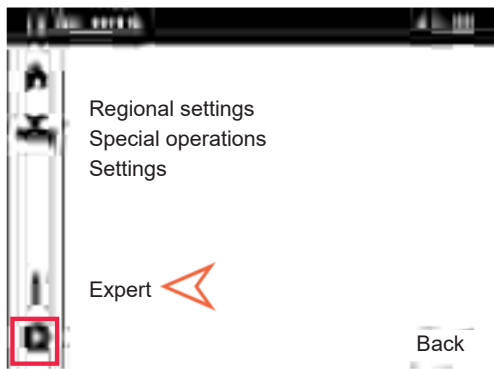 Regional settings
Special operations
Settings
Expert
Back